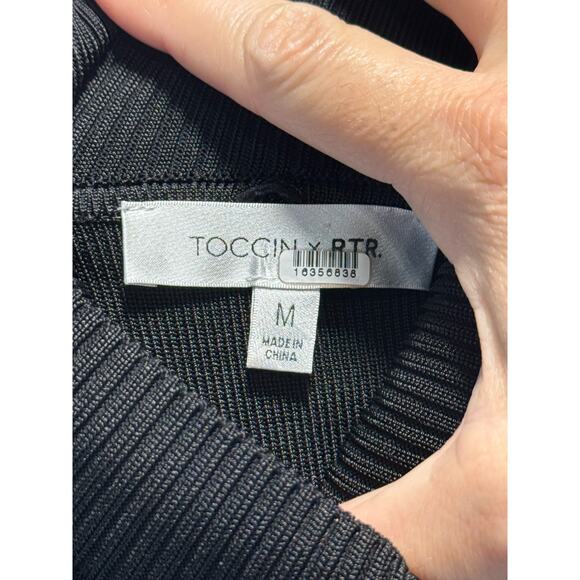 TOCCIN x RTR.
16356838
M
MADE IN
CHINA